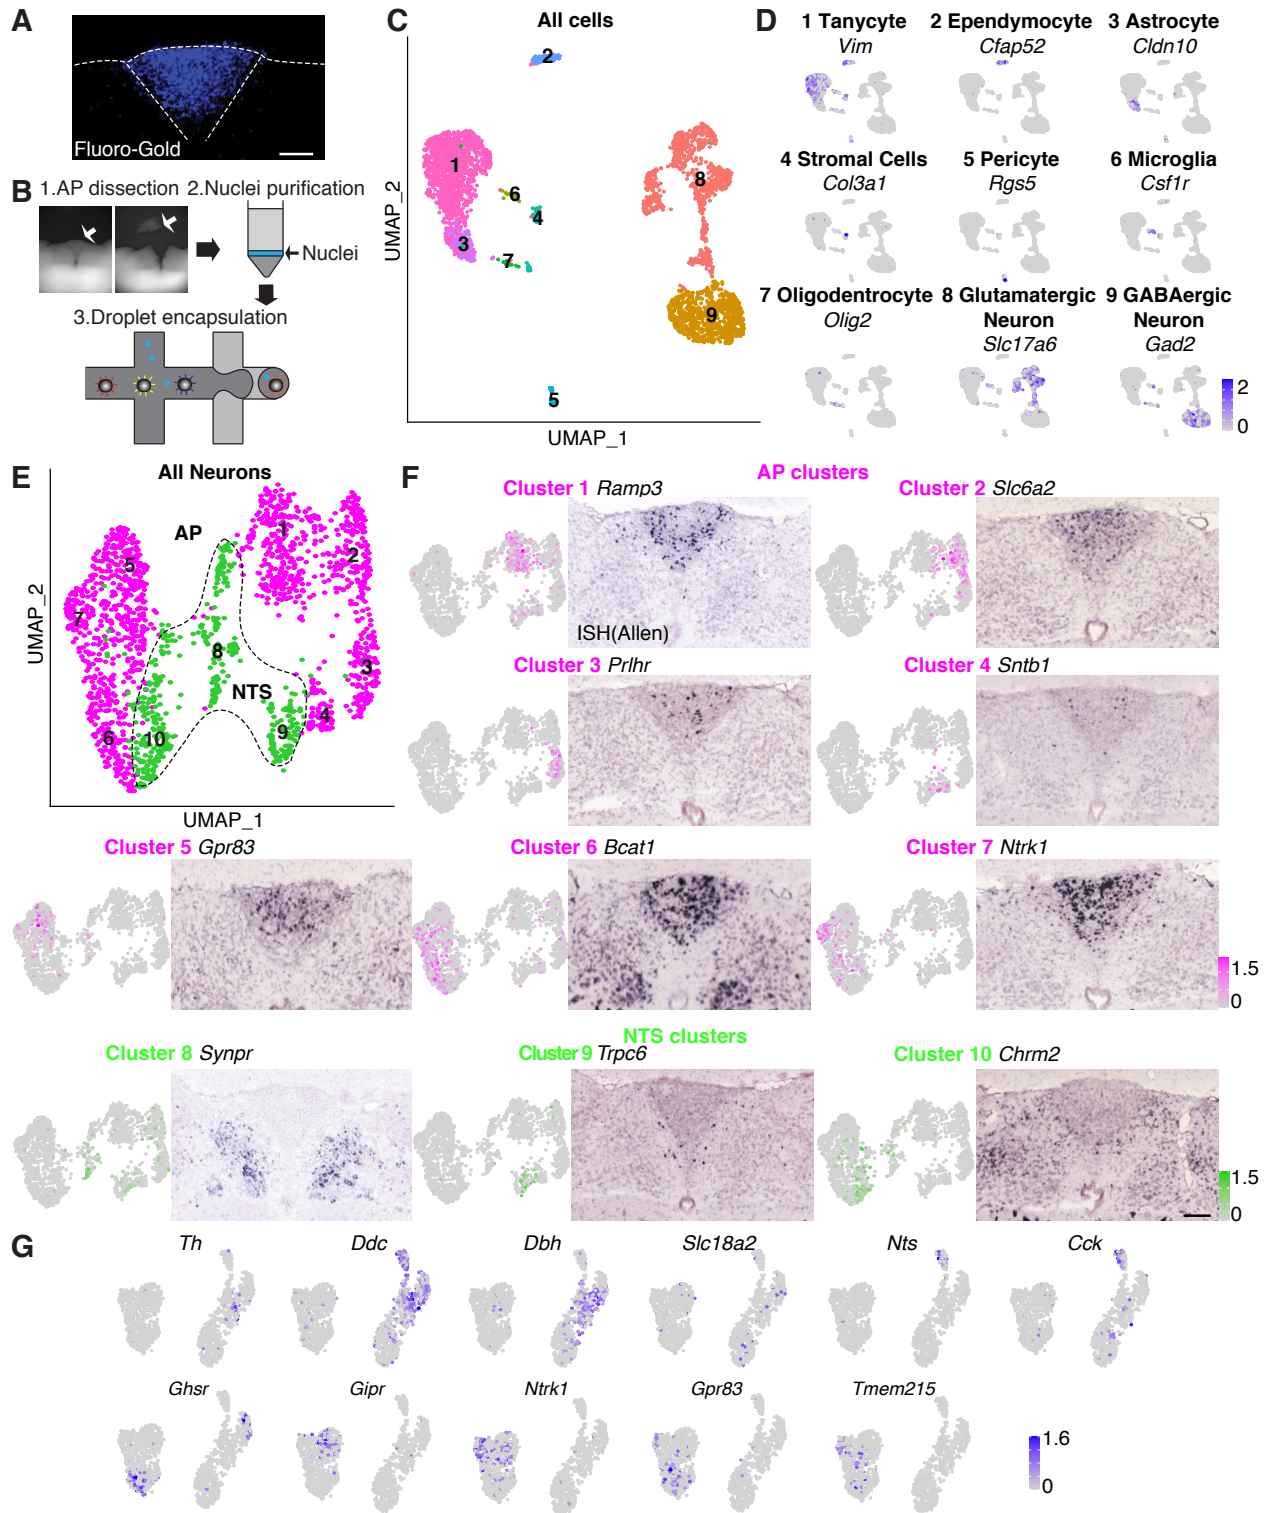 A
Fluoro-Gold
B
1.AP dissection 2.Nuclei purification
Nuclei
3.Droplet encapsulation
C
All cells
2
1
6
4
3
7
8
9
5
UMAP_2
UMAP_1
D
1 Tanycyte 2 Ependymocyte 3 Astrocyte
Vim Cfap52 Cldn10
4 Stromal Cells 5 Pericyte 6 Microglia
Col3a1 Rgs5 Csf1r
7 Oligodentrocyte 8 Glutamatergic 9 GABAergic
Olig2 Neuron Neuron
Slc17a6 Gad2
2
0
E
All Neurons
AP
1
2
5
7
8
3
NTS
4
9
6
10
UMAP_2
UMAP_1
F
AP clusters
Cluster 1 Ramp3
Cluster 2 Slc6a2
ISH(Allen)
Cluster 3 Prlhr
Cluster 4 Sntb1
Cluster 5 Gpr83
Cluster 6 Bcat1
Cluster 7 Ntrk1
1.5
0
NTS clusters
Cluster 8 Synpr
Cluster 9 Trpc6
Cluster 10 Chrm2
1.5
0
G
Th Ddc Dbh Slc18a2 Nts Cck
Ghsr Gipr Ntrk1 Gpr83 Tmem215
1.6
0